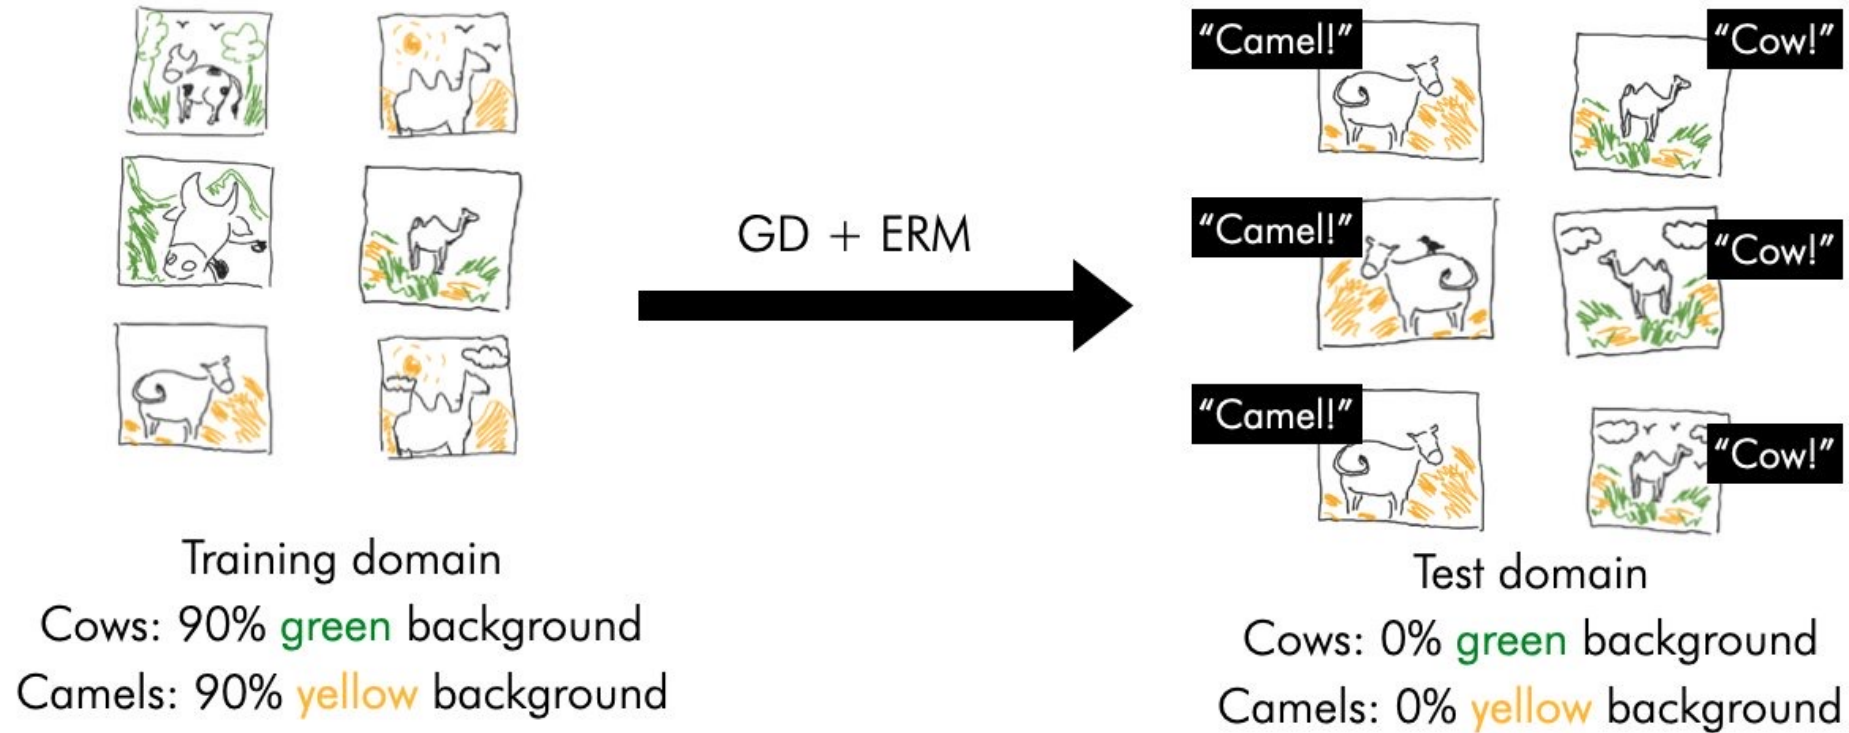 "Camel!"
"Cow!"
"Camel!"
"Cow!"
GD + ERM
"Camel!"
"Cow!"
Training domain
Cows: 90% green background
Camels: 90% yellow background
Test domain
Cows: 0% green background
Camels: 0% yellow background